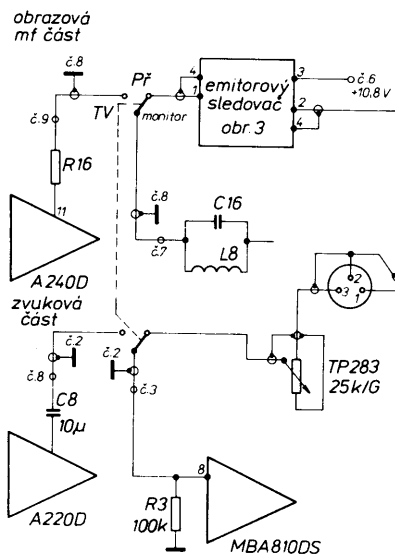 obrazová
mf část
č.8
Př
TV
monitor
č.9
R16
11
A240D
4
1
emitorový
sledovač
obr. 3
3
2
4
č.6
+10,8 V
č.8
č.7
C16
L8
2
3
1
zvuková
část
č.2
č.8
C8
10μ
A220D
č.2
č.3
TP283
25k/G
8
R3
100k
MBA810DS